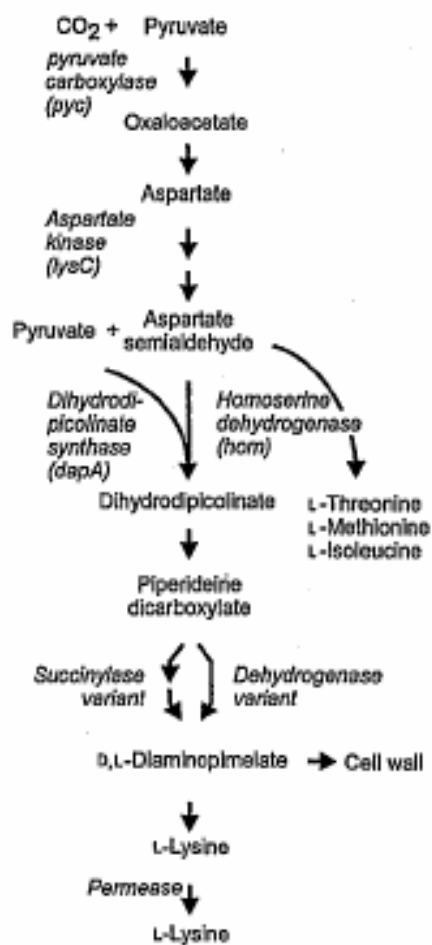 CO2 + Pyruvate
pyruvate
carboxylase
(pyc)
Oxaloacetate
Aspartate
Aspartate
kinase
(lysC)
Pyruvate + Aspartate
semialdehyde
Dihydrodi-
picolinate
synthase
(dapA)
Homoserine
dehydrogenase
(hom)
Dihydrodipicolinate
L-Threonine
L-Methionine
L-Isoleucine
Piperideine
dicarboxylate
Succinylase
variant
Dehydrogenase
variant
D,L-Diaminopimelate
Cell wall
L-Lysine
Permease
L-Lysine